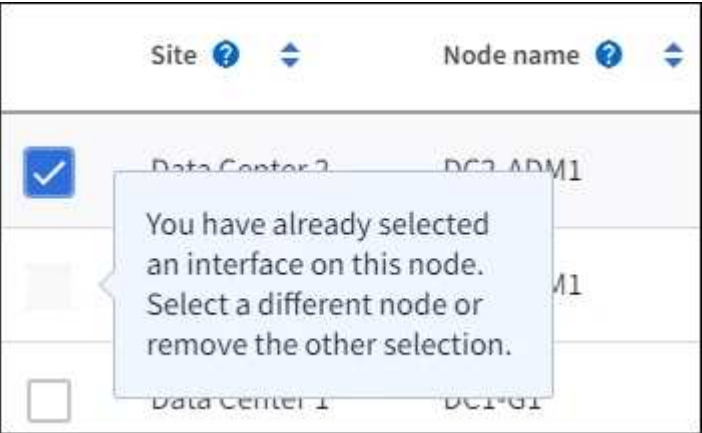 Site ? Node name ?
Data Center 2 DC2-ADM1
You have already selected
an interface on this node.
Select a different node or
remove the other selection.
M1
Data Center 1 DC1-G1